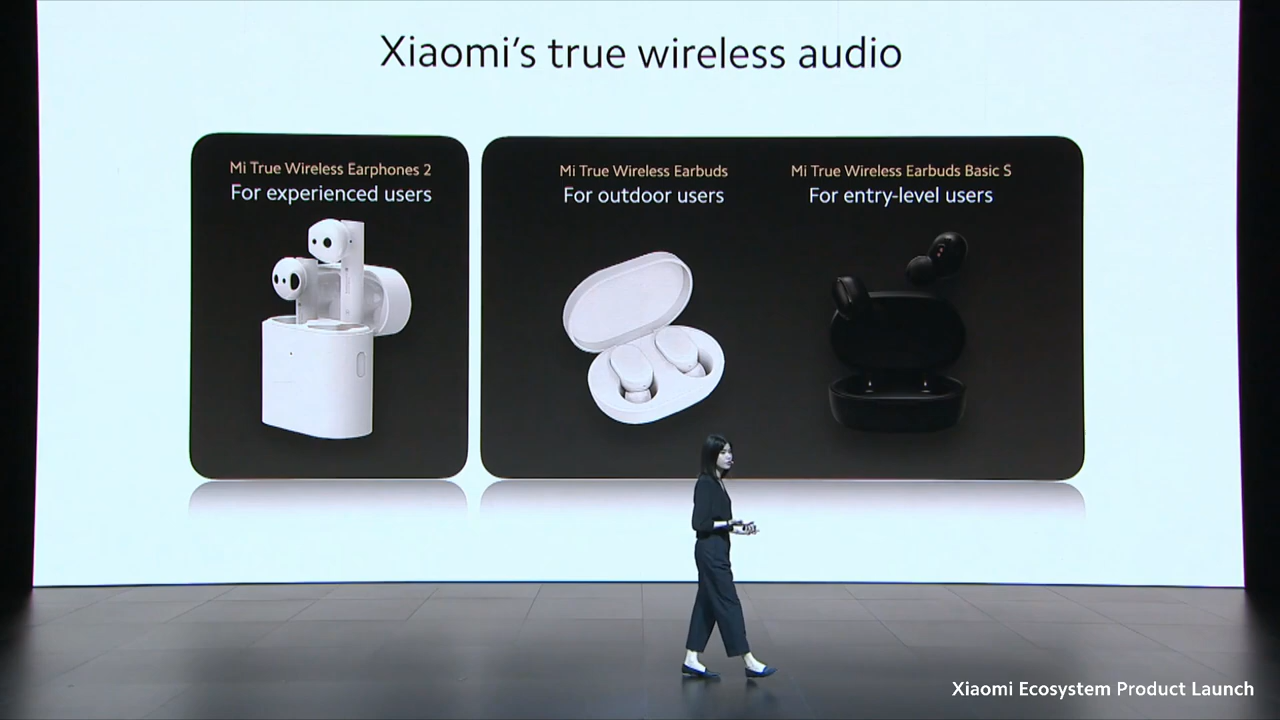 Xiaomi's true wireless audio
Mi True Wireless Earphones 2
For experienced users
Mi True Wireless Earbuds
For outdoor users
Mi True Wireless Earbuds Basic S
For entry-level users
Xiaomi Ecosystem Product Launch